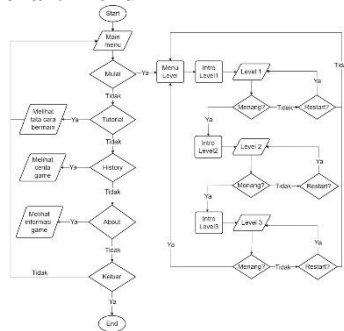 Start
Main
menu
Mulai
Ya
Menu
Level
Intro
Level1
Level 1
Ya
Tidak
Tidak
Menang?
Tidak
Restart?
Melihat
tata cara
bermain
Ya
Tutorial
Ya
Tidak
Intro
Level2
Level 2
Ya
Melihat
cerita
game
Ya
History
Menang?
Tidak
Restart?
Tidak
Ya
Melihat
informasi
game
Ya
About
Intro
Level3
Level 3
Ya
Tidak
Ya
Tidak
Keluar
Menang?
Tidak
Restart?
Ya
End